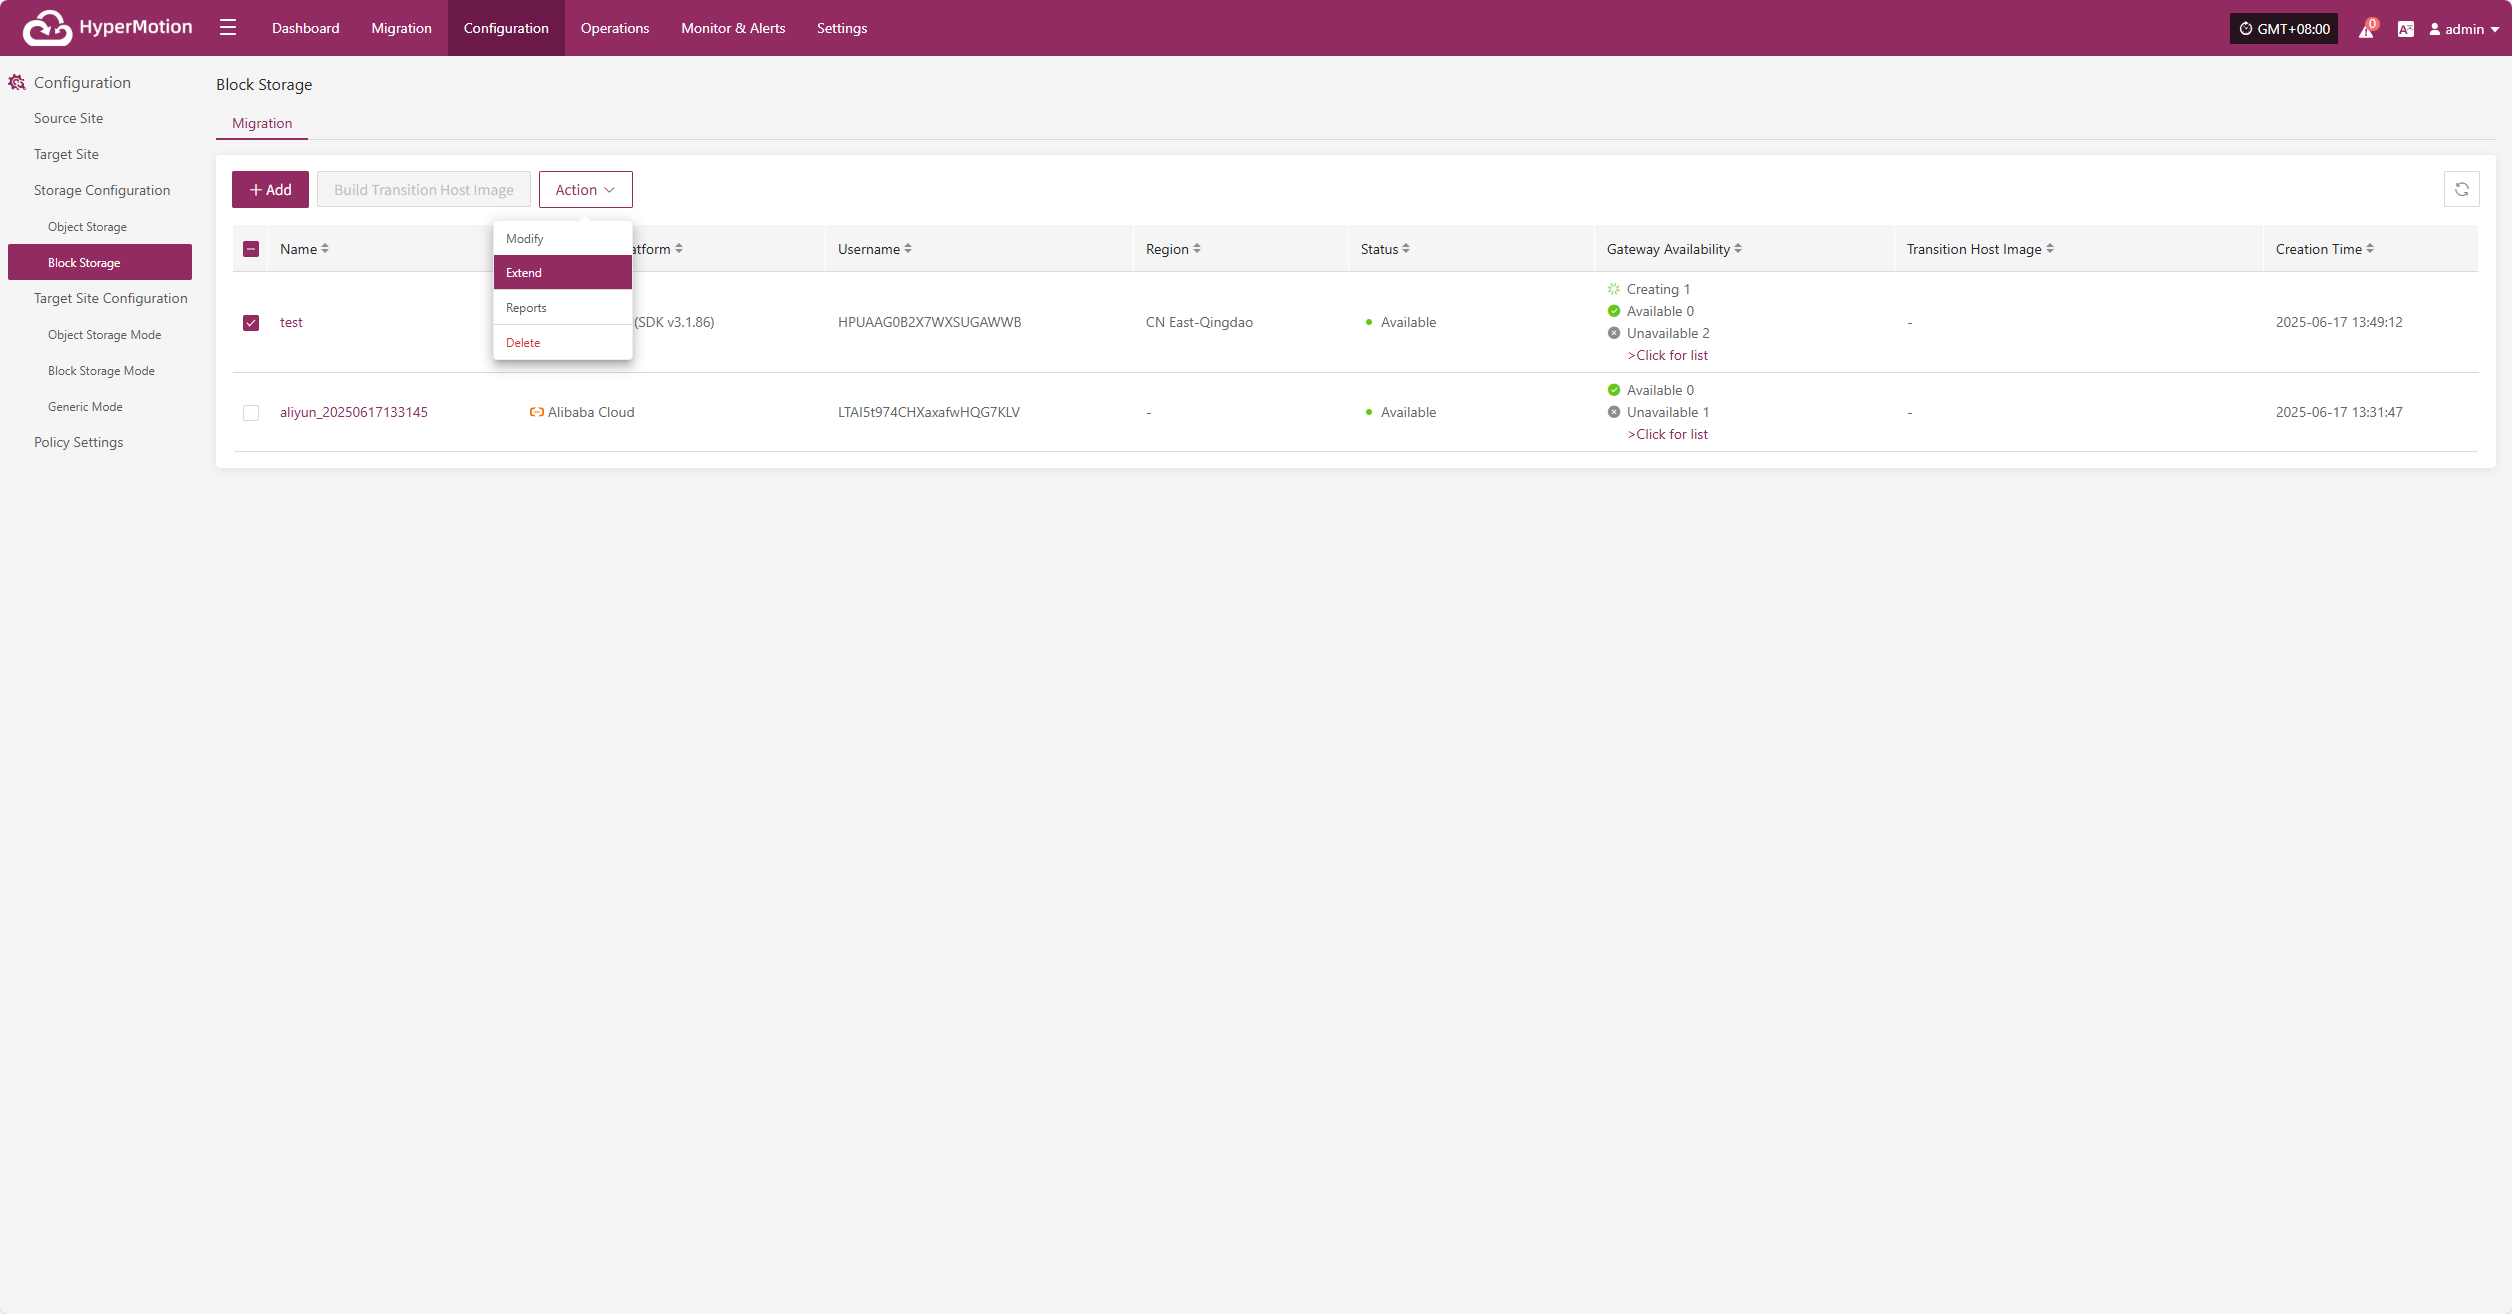 HyperMotion
Dashboard
Migration
Configuration
Operations
Monitor & Alerts
Settings
GMT+08:00
0
admin
Configuration
Source Site
Target Site
Storage Configuration
Object Storage
Block Storage
Target Site Configuration
Object Storage Mode
Block Storage Mode
Generic Mode
Policy Settings
Block Storage
Migration
Add
Build Transition Host Image
Action
Modify
Extend
Reports
Delete
Name
atform
Username
Region
Status
Gateway Availability
Transition Host Image
Creation Time
test
(SDK v3.1.86)
HPUAAG0B2X7WXSUGAWWB
CN East-Qingdao
Available
Creating 1
Available 0
Unavailable 2
>Click for list
-
2025-06-17 13:49:12
aliyun_20250617133145
Alibaba Cloud
LTAI5t974CHXaxafwHQG7KLV
-
Available
Available 0
Unavailable 1
>Click for list
-
2025-06-17 13:31:47